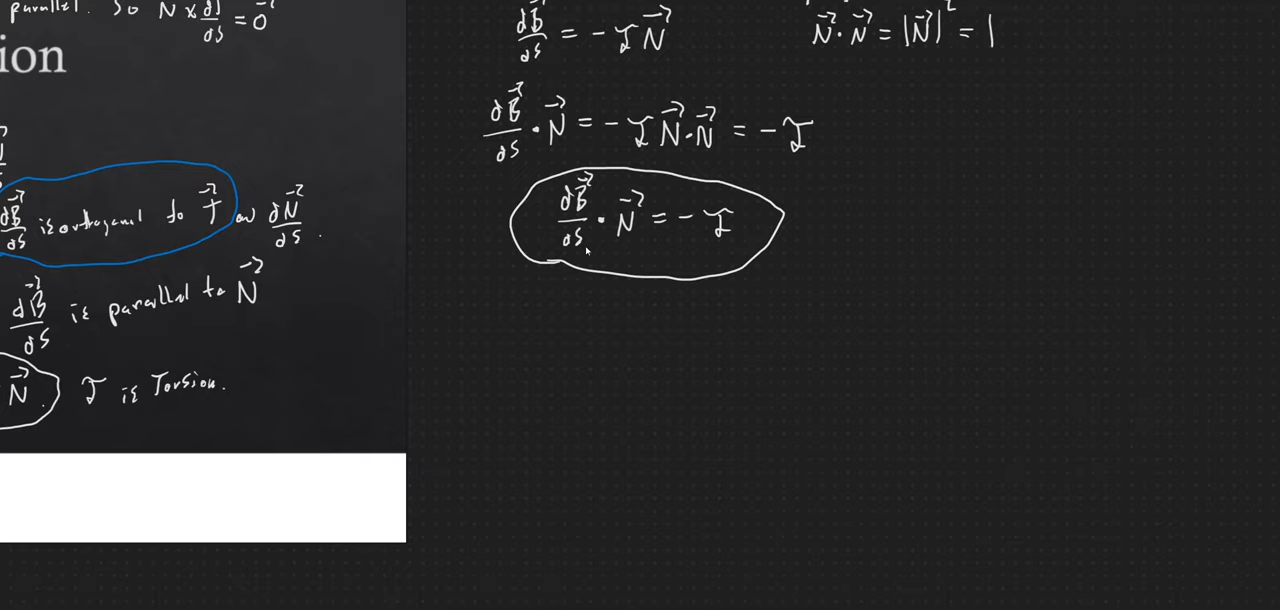 parallel. So N⃗ × dT⃗/ds = 0⃗
ion
N⃗
dB⃗/ds is orthogonal to T⃗ dN⃗/ds.
dB⃗/ds is parallel to N⃗
N⃗. τ is Torsion.
dB⃗/ds = -τN⃗
N⃗·N⃗ = |N⃗|² = 1
dB⃗/ds · N⃗ = -τN⃗·N⃗ = -τ
dB⃗/ds · N⃗ = -τ